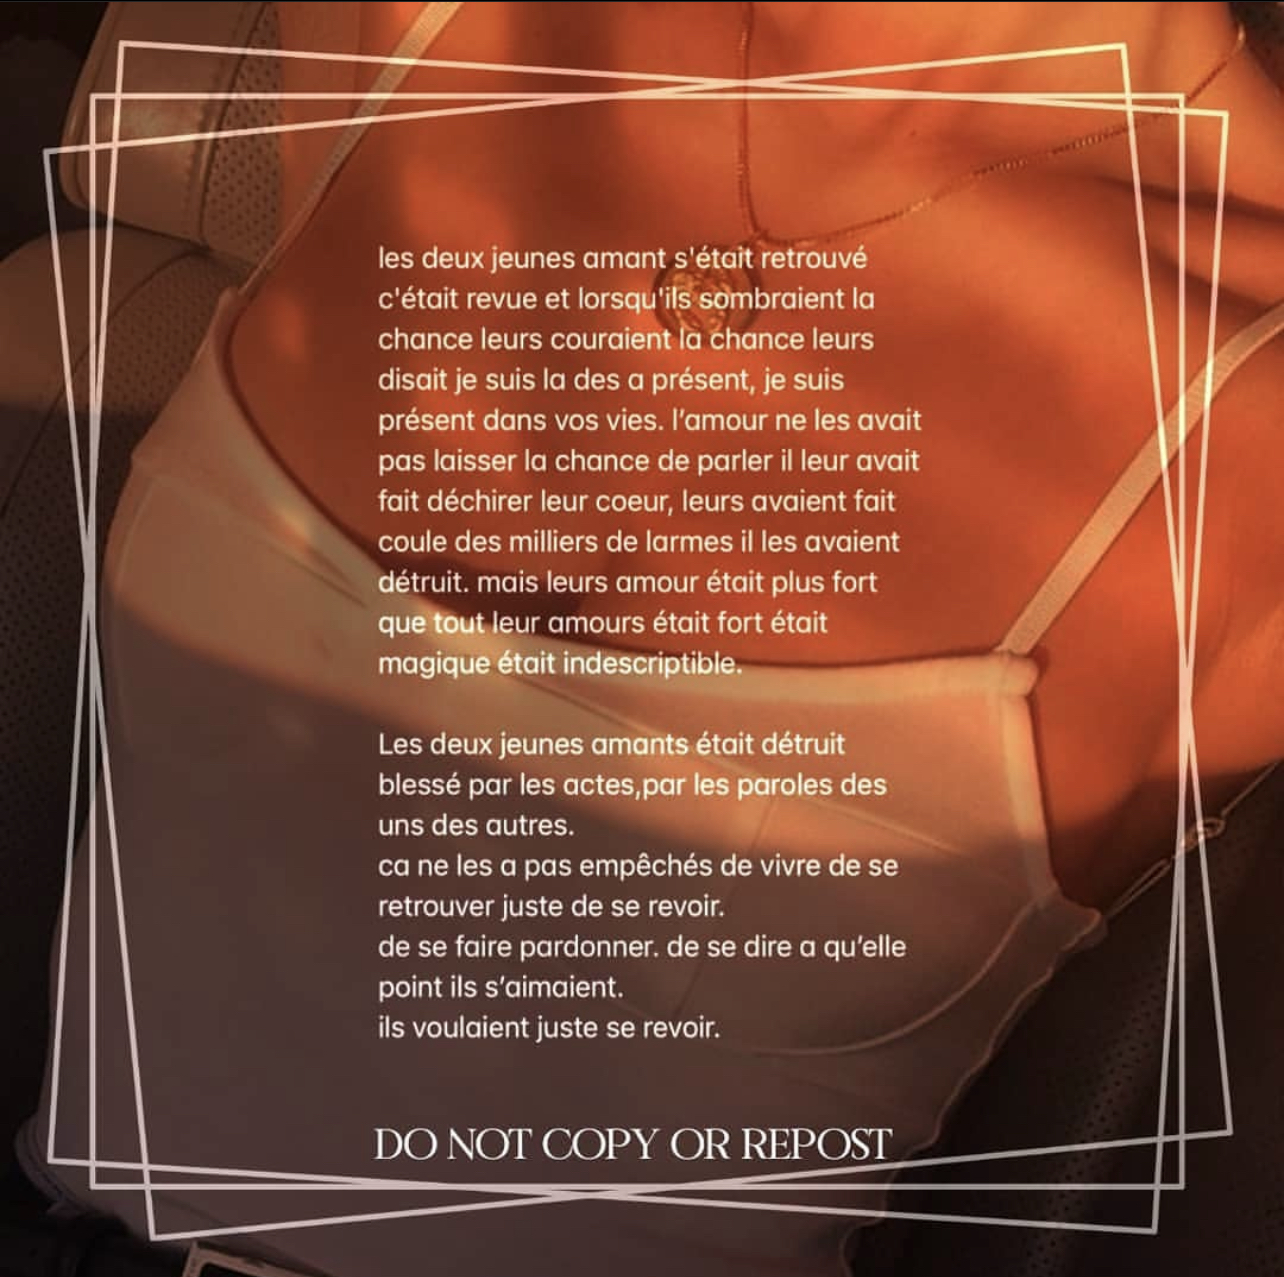 les deux jeunes amant s'était retrouvé
c'était revue et lorsqu'ils sombraient la
chance leurs couraient la chance leurs
disait je suis la des a présent, je suis
présent dans vos vies. l’amour ne les avait
pas laisser la chance de parler il leur avait
fait déchirer leur coeur, leurs avaient fait
coule des milliers de larmes il les avaient
détruit. mais leurs amour était plus fort
que tout leur amours était fort était
magique était indescriptible.

Les deux jeunes amants était détruit
blessé par les actes,par les paroles des
uns des autres.
ca ne les a pas empêchés de vivre de se
retrouver juste de se revoir.
de se faire pardonner. de se dire a qu’elle
point ils s’aimaient.
ils voulaient juste se revoir.

DO NOT COPY OR REPOST